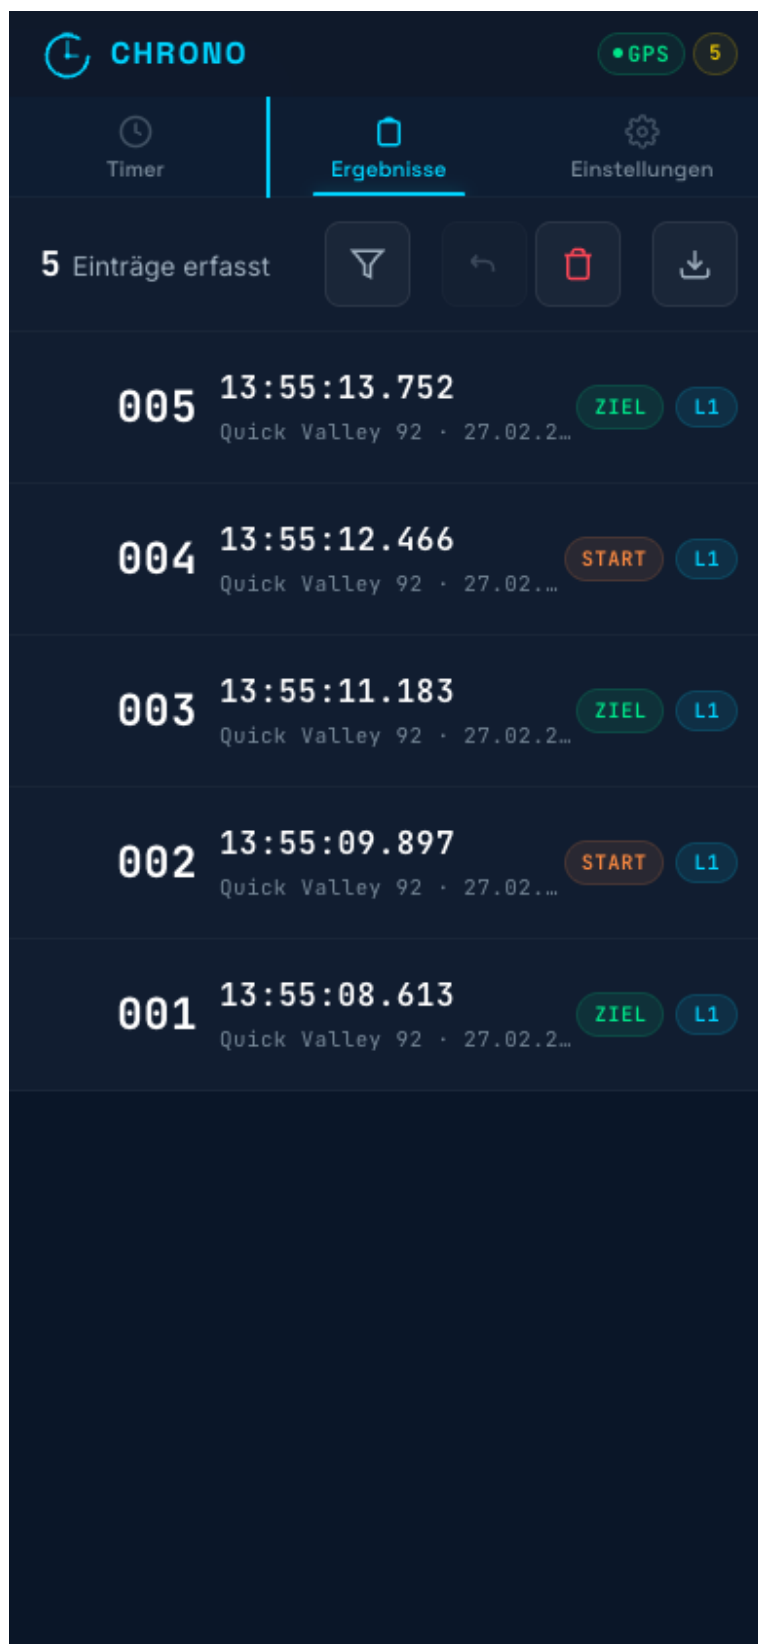 CHRONO
GPS 5
Timer Ergebnisse Einstellungen
5 Einträge erfasst
005 13:55:13.752 ZIEL L1
Quick Valley 92 · 27.02.2…
004 13:55:12.466 START L1
Quick Valley 92 · 27.02.…
003 13:55:11.183 ZIEL L1
Quick Valley 92 · 27.02.2…
002 13:55:09.897 START L1
Quick Valley 92 · 27.02.…
001 13:55:08.613 ZIEL L1
Quick Valley 92 · 27.02.2…